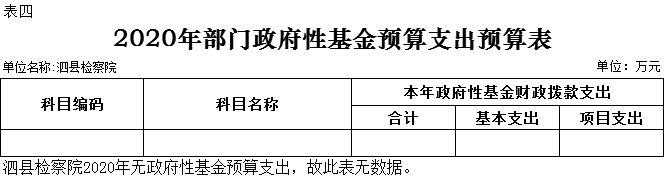 表四
2020年部门政府性基金预算支出预算表
单位名称:泗县检察院 单位：万元
科目编码 科目名称 本年政府性基金财政拨款支出
合计 基本支出 项目支出
泗县检察院2020年无政府性基金预算支出，故此表无数据。